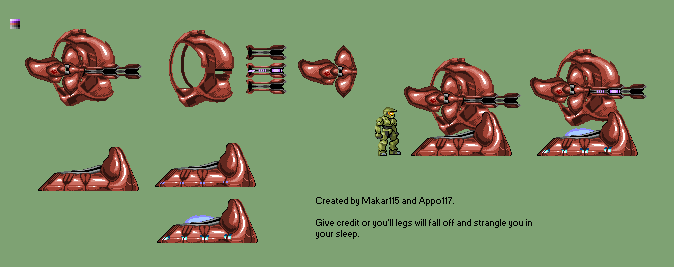 Created by Makar115 and Appo117.
Give credit or you'll legs will fall off and strangle you in
your sleep.